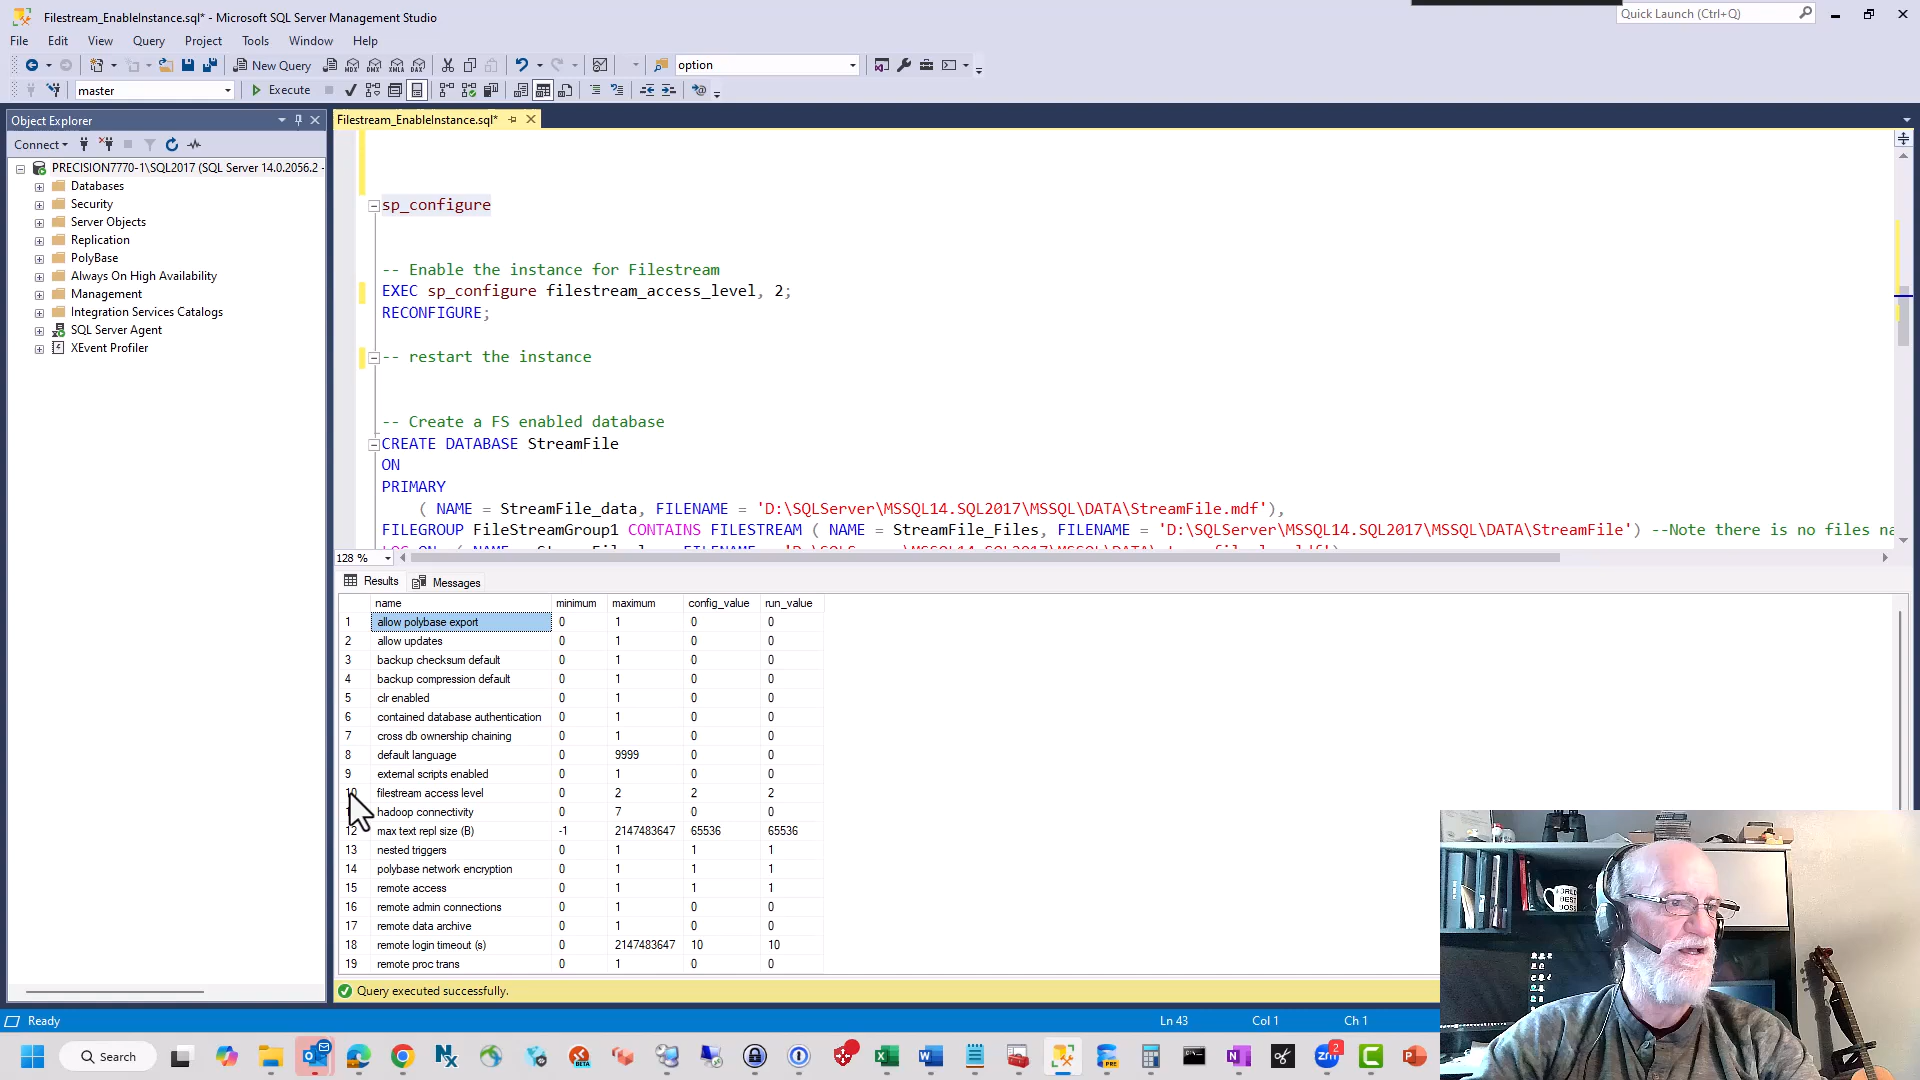 Filestream_EnableInstance.sql* - Microsoft SQL Server Management Studio
Quick Launch (Ctrl+Q)
File Edit View Query Project Tools Window Help
New Query
option
master
Execute
Object Explorer
Filestream_EnableInstance.sql*
Connect
PRECISION7770-1\SQL2017 (SQL Server 14.0.2056.2 -
Databases
Security
Server Objects
Replication
PolyBase
Always On High Availability
Management
Integration Services Catalogs
SQL Server Agent
XEvent Profiler
sp_configure
-- Enable the instance for Filestream
EXEC sp_configure filestream_access_level, 2;
RECONFIGURE;
-- restart the instance
-- Create a FS enabled database
CREATE DATABASE StreamFile
ON
PRIMARY
( NAME = StreamFile_data, FILENAME = 'D:\SQLServer\MSSQL14.SQL2017\MSSQL\DATA\StreamFile.mdf'),
FILEGROUP FileStreamGroup1 CONTAINS FILESTREAM ( NAME = StreamFile_Files, FILENAME = 'D:\SQLServer\MSSQL14.SQL2017\MSSQL\DATA\StreamFile') --Note there is no files na
128 %
Results Messages
name minimum maximum config_value run_value
1 allow polybase export 0 1 0 0
2 allow updates 0 1 0 0
3 backup checksum default 0 1 0 0
4 backup compression default 0 1 0 0
5 clr enabled 0 1 0 0
6 contained database authentication 0 1 0 0
7 cross db ownership chaining 0 1 0 0
8 default language 0 9999 0 0
9 external scripts enabled 0 1 0 0
10 filestream access level 0 2 2 2
hadoop connectivity 0 7 0 0
12 max text repl size (B) -1 2147483647 65536 65536
13 nested triggers 0 1 1 1
14 polybase network encryption 0 1 1 1
15 remote access 0 1 1 1
16 remote admin connections 0 1 0 0
17 remote data archive 0 1 0 0
18 remote login timeout (s) 0 2147483647 10 10
19 remote proc trans 0 1 0 0
Query executed successfully.
Ready
Ln 43
Col 1
Ch 1
Search
BETA
PRE
2